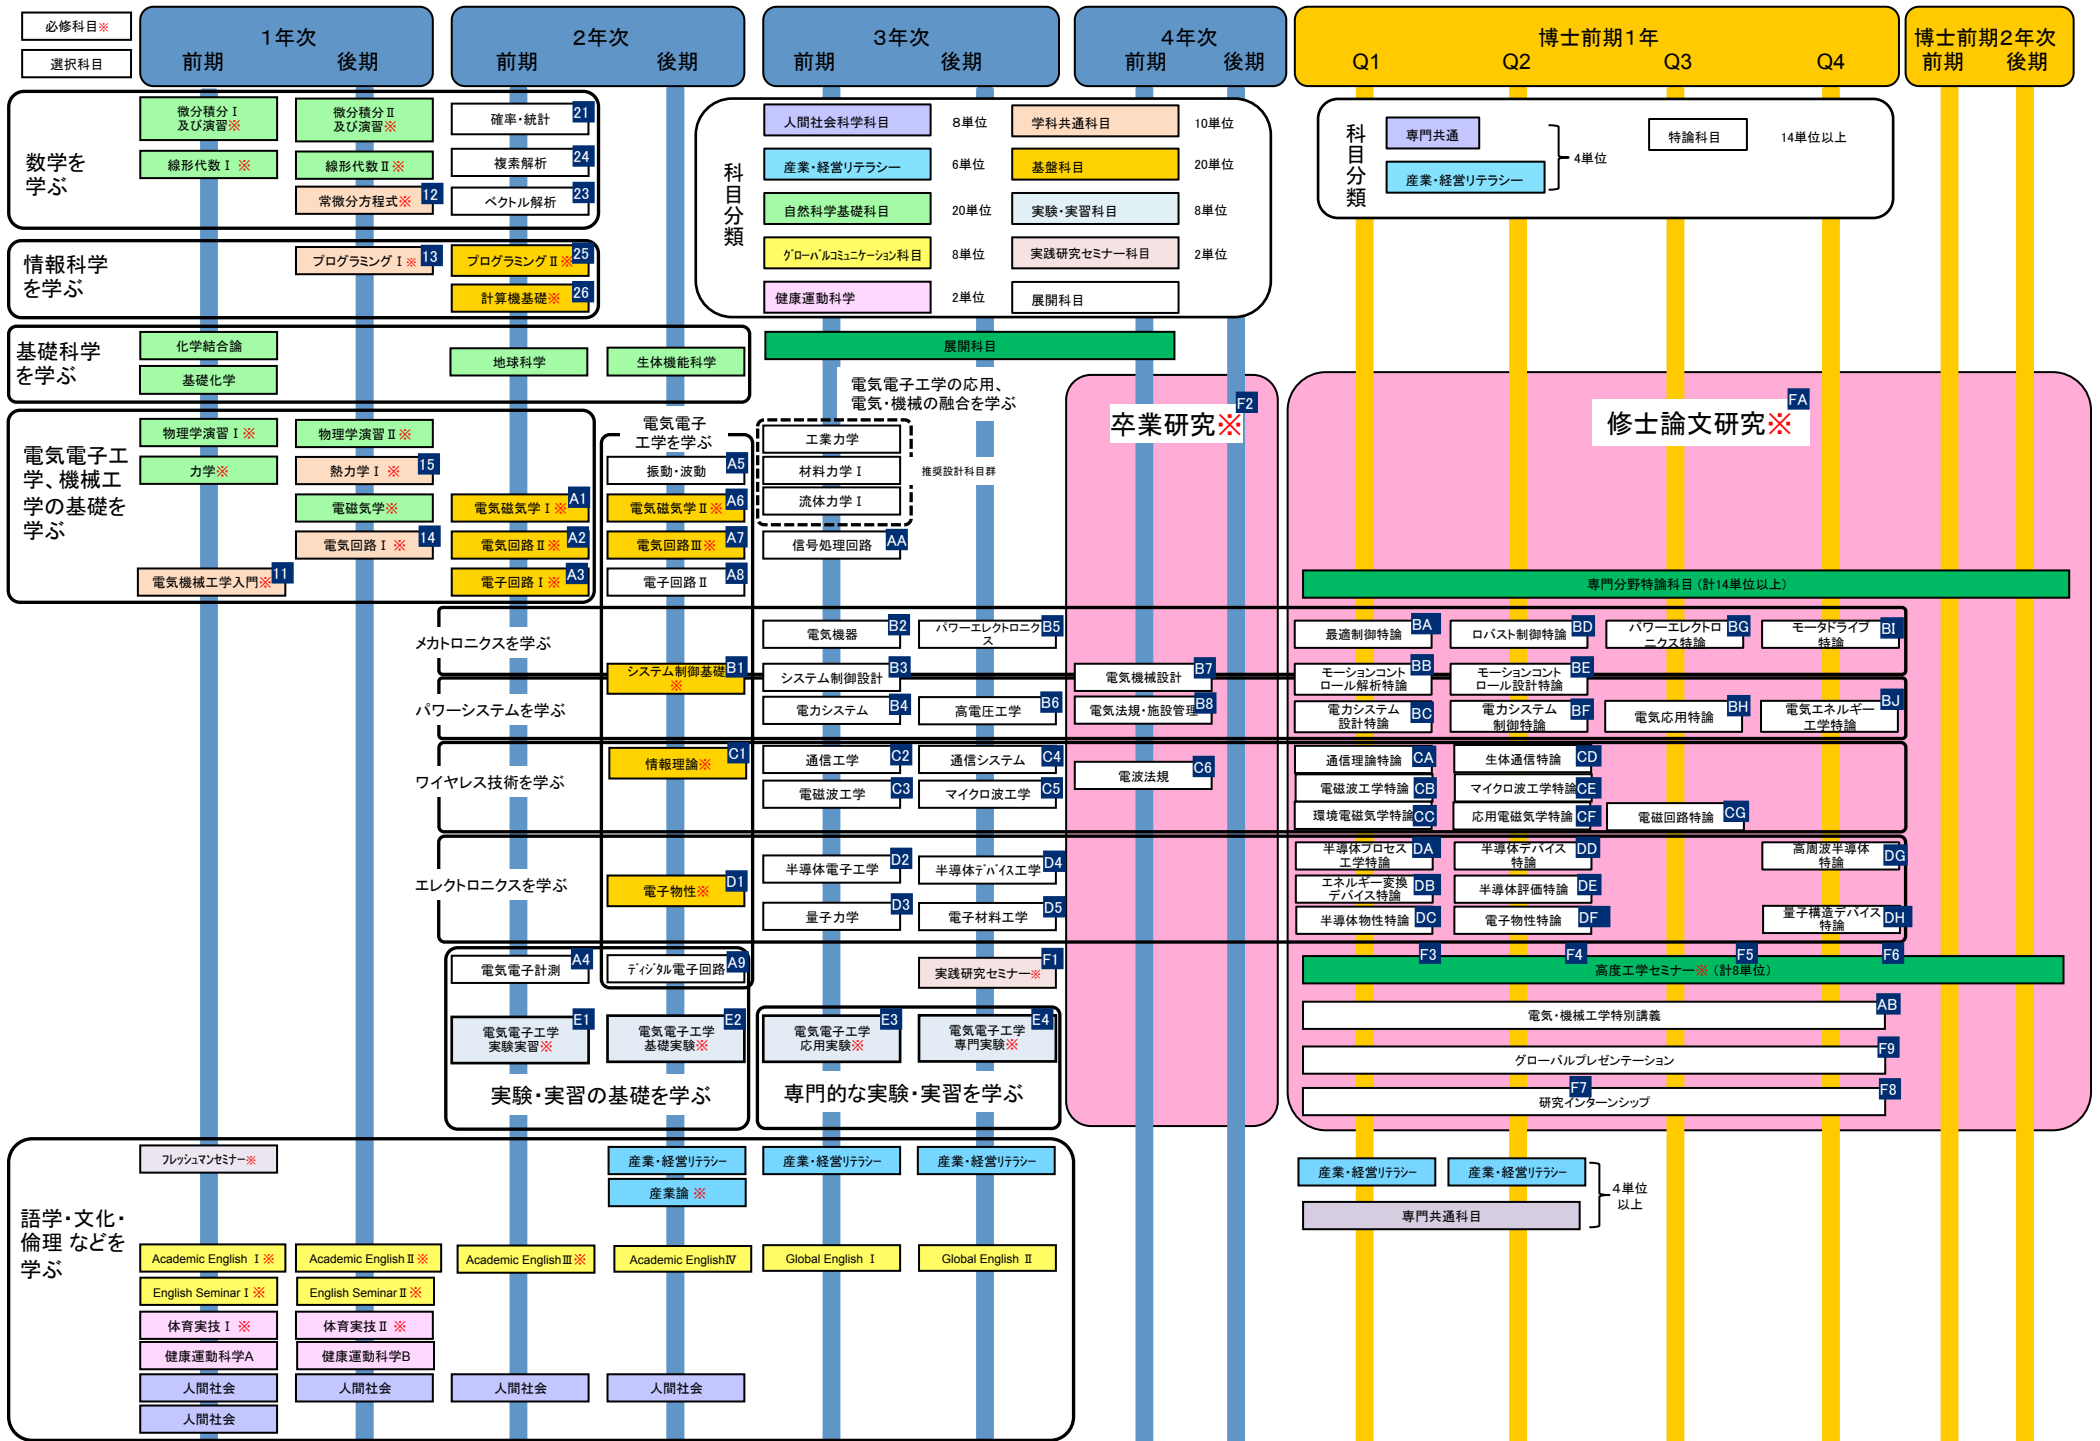 必修科目※
選択科目
1年次
前期 後期
2年次
前期 後期
3年次
前期 後期
4年次
前期 後期
博士前期1年
Q1 Q2 Q3 Q4
博士前期2年次
前期 後期
数学を
学ぶ
微分積分Ⅰ
及び演習※
微分積分Ⅱ
及び演習※
確率・統計 21
線形代数Ⅰ※
線形代数Ⅱ※
複素解析 24
常微分方程式※ 12
ベクトル解析 23
科目分類
人間社会科学科目 8単位
学科共通科目 10単位
産業・経営リテラシー 6単位
基盤科目 20単位
自然科学基礎科目 20単位
実験・実習科目 8単位
グローバルコミュニケーション科目 8単位
実践研究セミナー科目 2単位
健康運動科学 2単位
展開科目
科目分類
専門共通
産業・経営リテラシー
4単位
特論科目 14単位以上
情報科学
を学ぶ
プログラミングⅠ※ 13
プログラミングⅡ※ 25
計算機基礎※ 26
基礎科学
を学ぶ
化学結合論
基礎化学
地球科学
生体機能科学
展開科目
電気電子工学の応用、
電気・機械の融合を学ぶ
卒業研究※ F2
修士論文研究※ FA
電気電子工
学、機械工
学の基礎を
学ぶ
物理学演習Ⅰ※
物理学演習Ⅱ※
力学※
熱力学Ⅰ※ 15
電磁気学※
電気回路Ⅰ※ 14
電気機械工学入門※ 11
電気磁気学Ⅰ※ A1
電気回路Ⅱ※ A2
電子回路Ⅰ※ A3
電気電子
工学を学ぶ
振動・波動 A5
電気磁気学Ⅱ※ A6
電気回路Ⅲ※ A7
電子回路Ⅱ A8
工業力学
材料力学Ⅰ
流体力学Ⅰ
推奨設計科目群
信号処理回路 AA
専門分野特論科目(計14単位以上)
メカトロニクスを学ぶ
システム制御基礎 B1
※
電気機器 B2
パワーエレクトロニク B5
ス
システム制御設計 B3
電気機械設計 B7
最適制御特論 BA
ロバスト制御特論 BD
パワーエレクトロ
ニクス特論 BG
モータドライブ
特論 BI
モーションコント
ロール解析特論 BB
モーションコント
ロール設計特論 BE
パワーシステムを学ぶ
電力システム B4
高電圧工学 B6
電気法規・施設管理 B8
電力システム
設計特論 BC
電力システム
制御特論 BF
電気応用特論 BH
電気エネルギー
工学特論 BJ
ワイヤレス技術を学ぶ
情報理論※ C1
通信工学 C2
通信システム C4
電磁波工学 C3
マイクロ波工学 C5
電波法規 C6
通信理論特論 CA
生体通信特論 CD
電磁波工学特論 CB
マイクロ波工学特論 CE
環境電磁気学特論 CC
応用電磁気学特論 CF
電磁回路特論 CG
エレクトロニクスを学ぶ
電子物性※ D1
半導体電子工学 D2
半導体デバイス工学 D4
量子力学 D3
電子材料工学 D5
半導体プロセス
工学特論 DA
半導体デバイス
特論 DD
高周波半導体
特論 DG
エネルギー変換
デバイス特論 DB
半導体評価特論 DE
半導体物性特論 DC
電子物性特論 DF
量子構造デバイス
特論 DH
電気電子計測 A4
ディジタル電子回路 A9
実践研究セミナー※ F1
F3 F4 F5 F6
高度工学セミナー※(計8単位)
電気電子工学
実験実習※ E1
電気電子工学
基礎実験※ E2
電気電子工学
応用実験※ E3
電気電子工学
専門実験※ E4
実験・実習の基礎を学ぶ
専門的な実験・実習を学ぶ
電気・機械工学特別講義 AB
グローバルプレゼンテーション F9
研究インターンシップ F7 F8
語学・文化・
倫理 などを
学ぶ
フレッシュマンセミナー※
産業・経営リテラシー
産業・経営リテラシー
産業・経営リテラシー
産業論 ※
産業・経営リテラシー
産業・経営リテラシー
専門共通科目
4単位
以上
Academic English Ⅰ※
Academic EnglishⅡ※
Academic EnglishⅢ※
Academic EnglishⅣ
Global English Ⅰ
Global English Ⅱ
English SeminarⅠ※
English SeminarⅡ※
体育実技Ⅰ ※
体育実技Ⅱ ※
健康運動科学A
健康運動科学B
人間社会
人間社会
人間社会
人間社会
人間社会